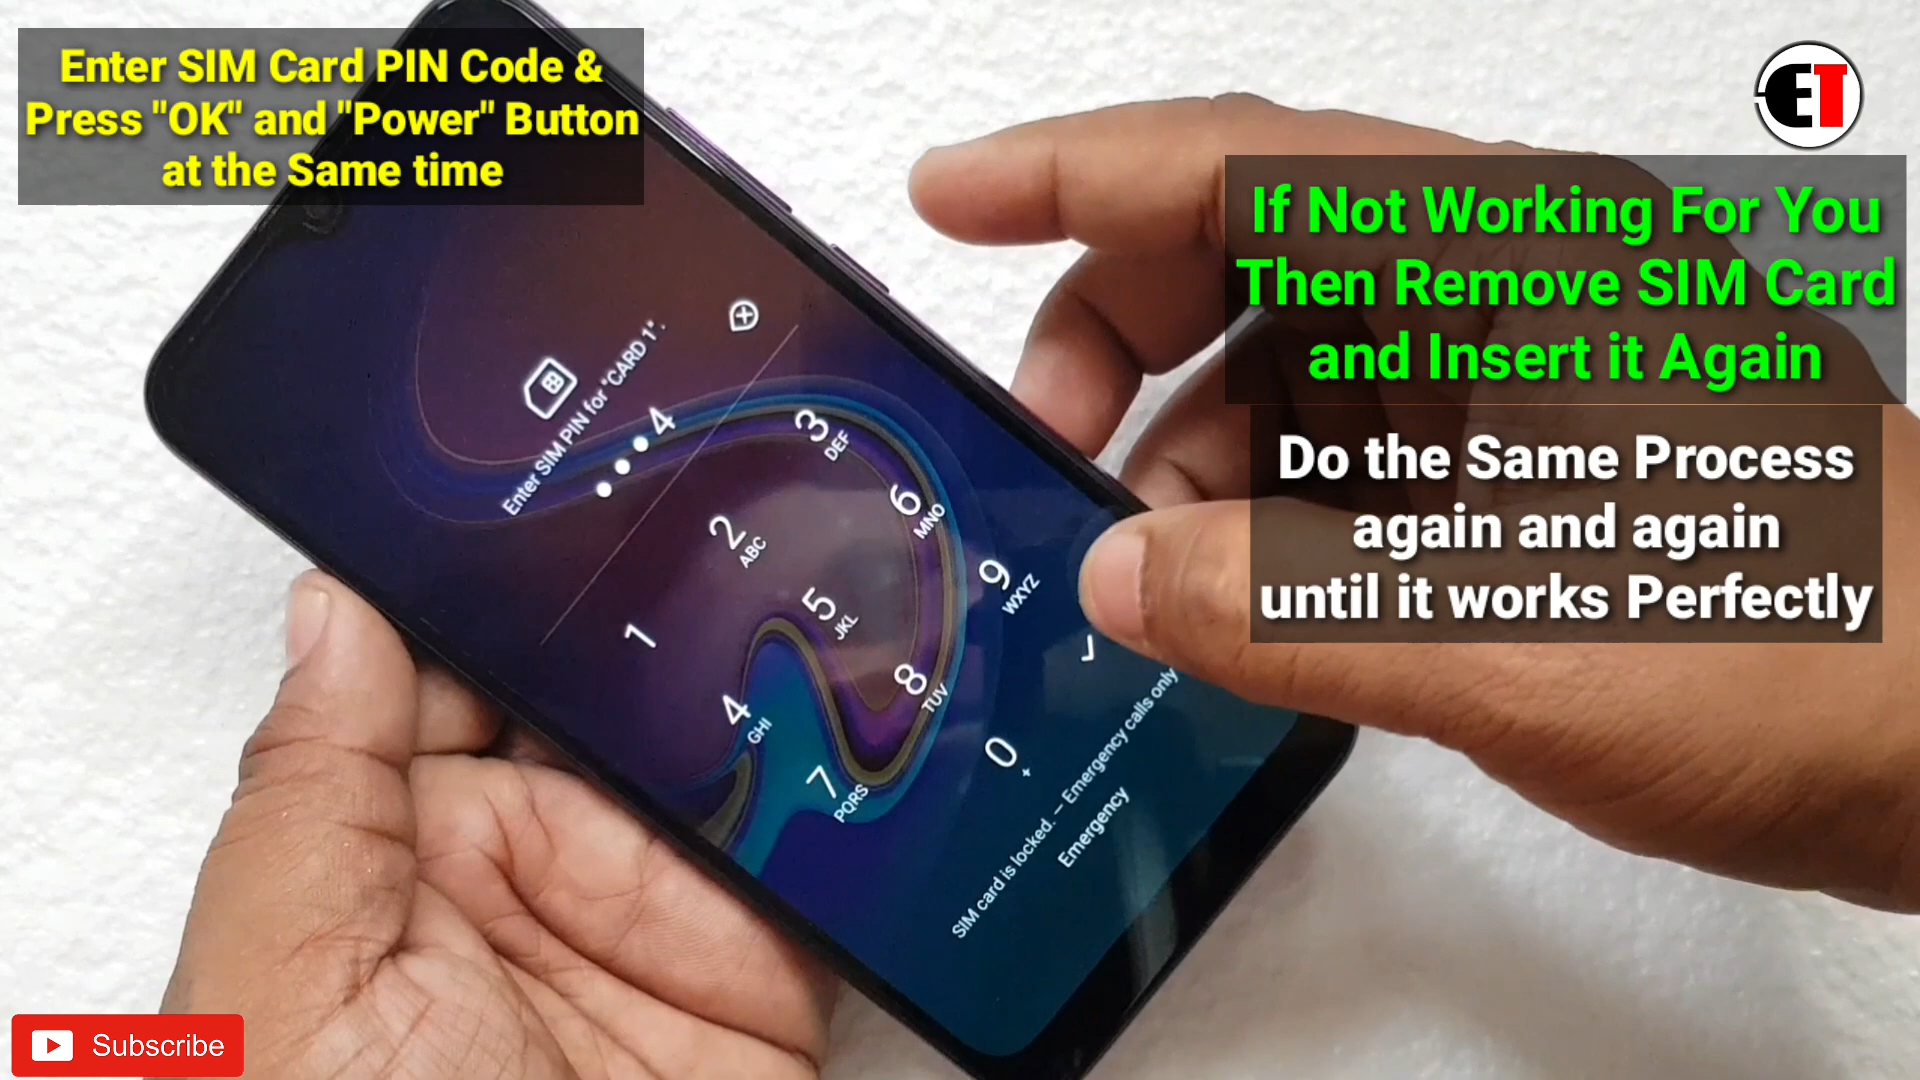 Enter SIM Card PIN Code &
Press "OK" and "Power" Button
at the Same time
ET
If Not Working For You
Then Remove SIM Card
and Insert it Again
Do the Same Process
again and again
until it works Perfectly
Enter SIM PIN for "CARD 1".
4
1
2 ABC
3 DEF
4 GHI
5 JKL
6 MNO
7 PQRS
8 TUV
9 WXYZ
0 +
SIM card is locked. — Emergency calls only
Emergency
Subscribe